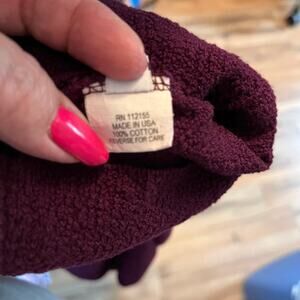 RN 112155
MADE IN USA
100% COTTON
REVERSE FOR CARE